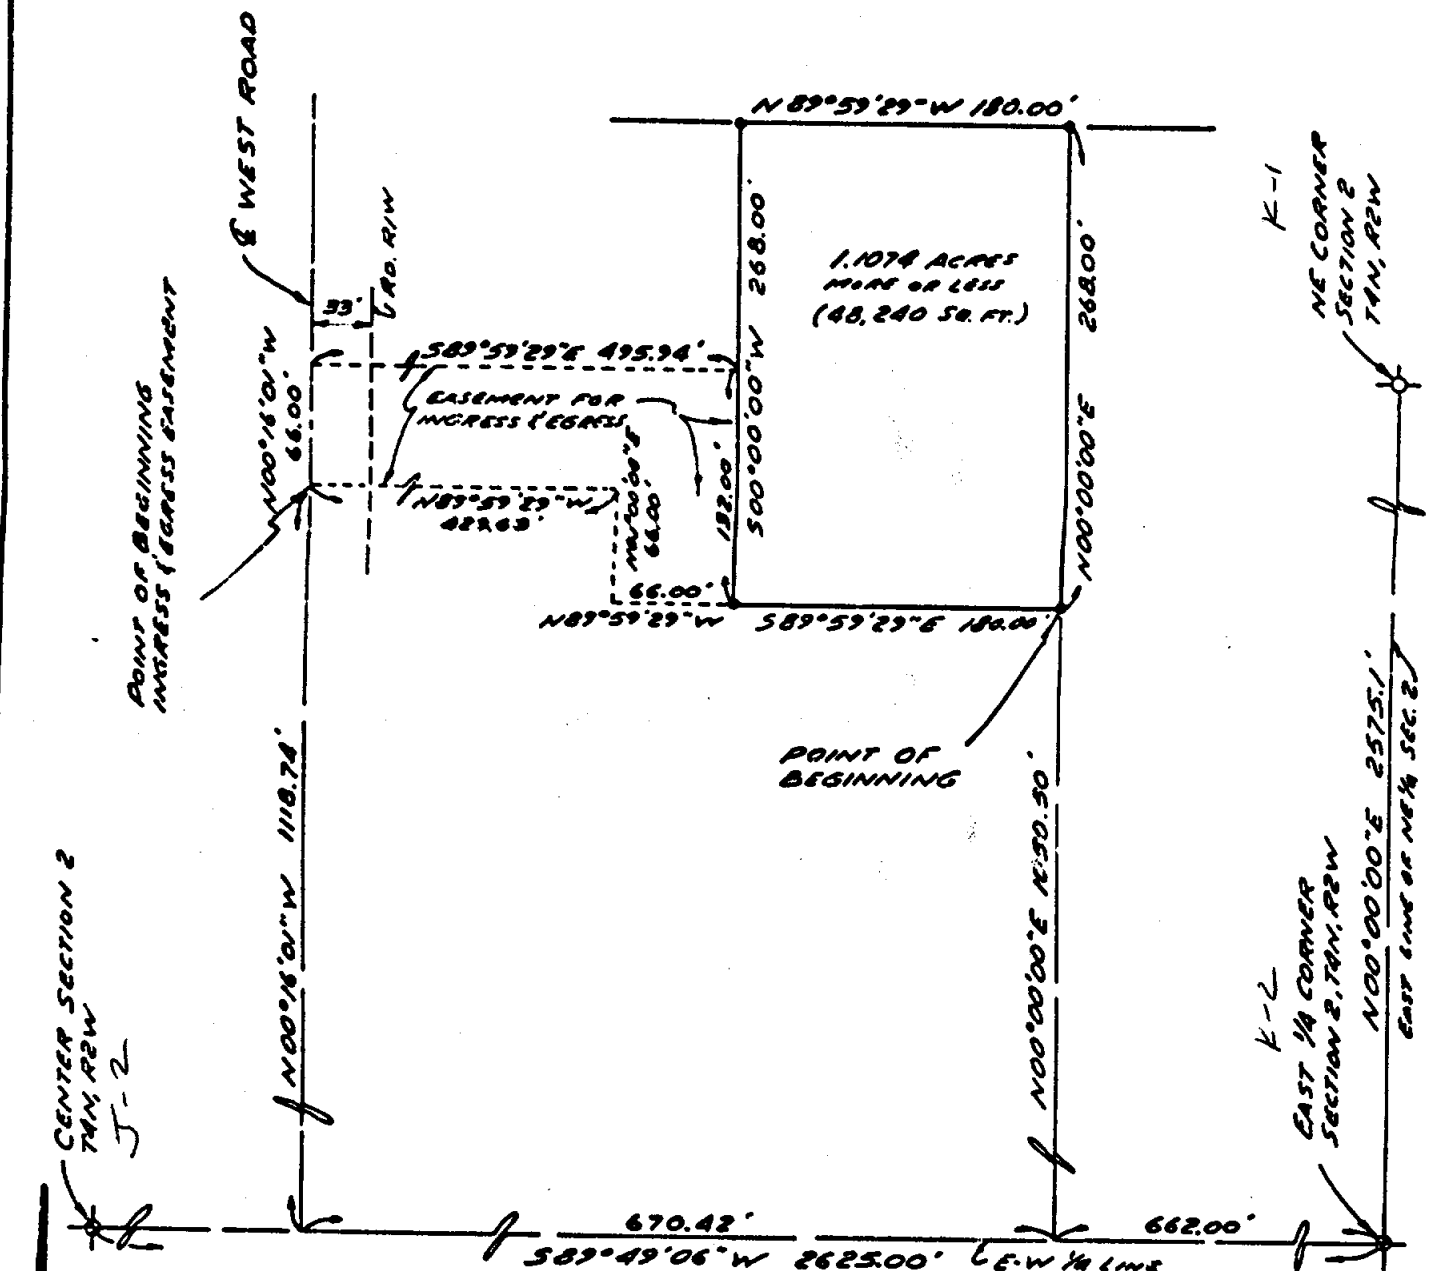 N 89°59'29"W 180.00'
℄ WEST ROAD
33'
RD. R/W
268.00'
S00°00'00"W
1.1074 ACRES
MORE OR LESS
(48,240 SQ. FT.)
268.00'
N00°00'00"E
K-1
NE CORNER
SECTION 2
T4N, R2W
POINT OF BEGINNING
INGRESS & EGRESS EASEMENT
N00°16'01"W
66.00'
S89°59'29"E 495.94'
EASEMENT FOR
INGRESS & EGRESS
N89°59'29"W
N00°00'00"E
66.00'
132.00'
66.00'
N89°59'29"W
S89°59'29"E 180.00'
POINT OF
BEGINNING
N00°16'01"W 1118.74'
N00°00'00"E 1050.50'
N00°00'00"E 2575.1'
EAST LINE OF NE 1/4 SEC. 2
CENTER SECTION 2
T4N, R2W
J-2
K-2
EAST 1/4 CORNER
SECTION 2, T4N, R2W
670.42'
662.00'
S89°49'06"W 2625.00'
E-W 1/4 LINE